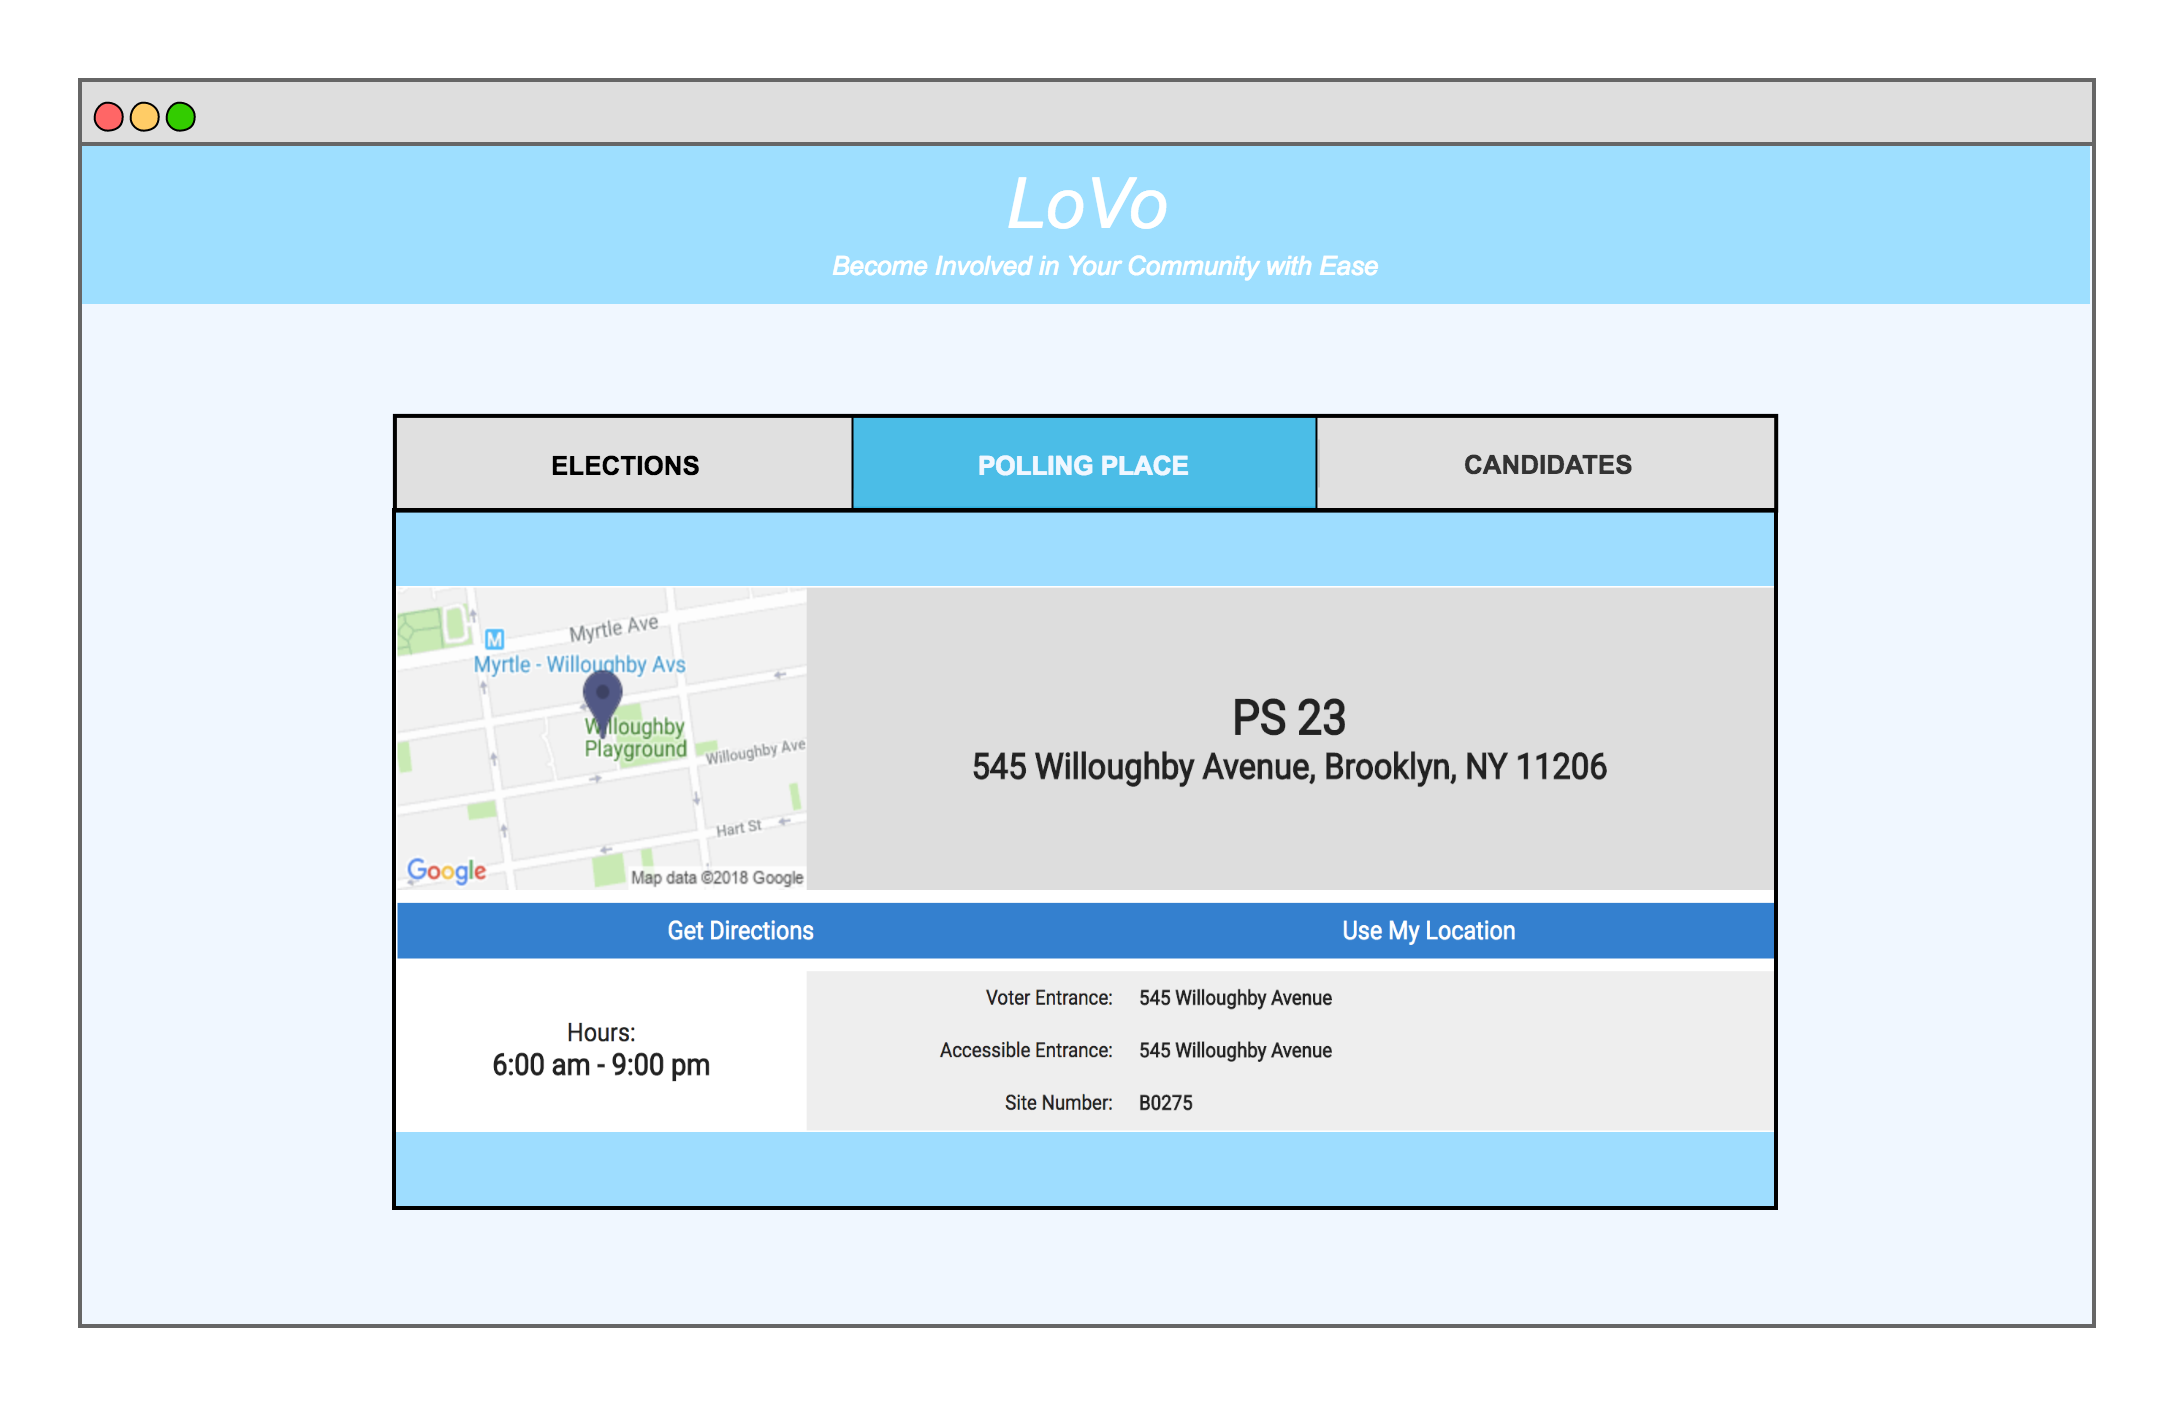 LoVo
Become Involved in Your Community with Ease
ELECTIONS
POLLING PLACE
CANDIDATES
Myrtle Ave
M
Myrtle - Willoughby Avs
Willoughby
Playground
Willoughby Ave
Hart St
Google
Map data ©2018 Google
PS 23
545 Willoughby Avenue, Brooklyn, NY 11206
Get Directions
Use My Location
Hours:
6:00 am - 9:00 pm
Voter Entrance: 545 Willoughby Avenue
Accessible Entrance: 545 Willoughby Avenue
Site Number: B0275